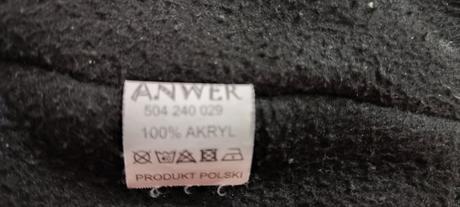 ANWER
504 240 029
100% AKRYL
PRODUKT POLSKI